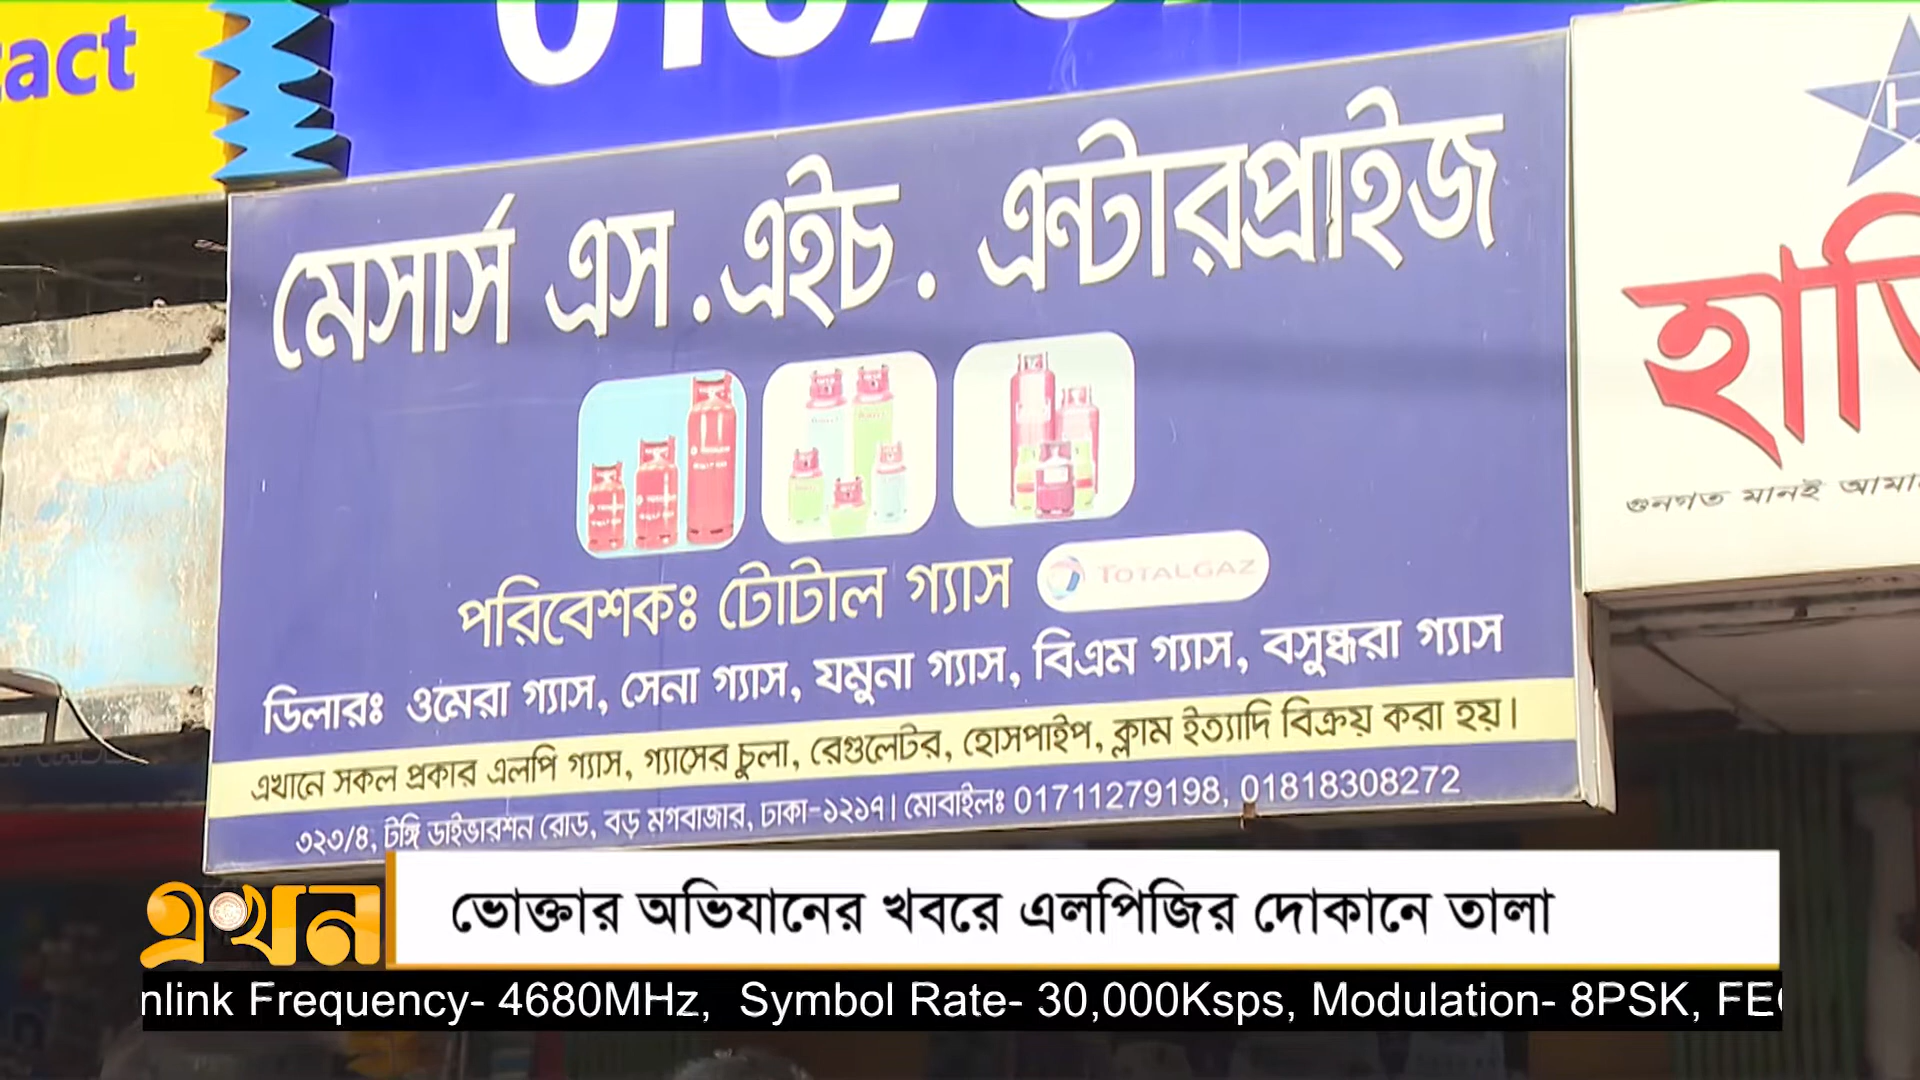 act
মেসার্স এস.এইচ. এন্টারপ্রাইজ
H
হাজি
গুনগত মানই আমা
পরিবেশকঃ টোটাল গ্যাস TOTALGAZ
ডিলারঃ ওমেরা গ্যাস, সেনা গ্যাস, যমুনা গ্যাস, বিএম গ্যাস, বসুন্ধরা গ্যাস
এখানে সকল প্রকার এলপি গ্যাস, গ্যাসের চুলা, রেগুলেটর, হোসপাইপ, ক্লাম ইত্যাদি বিক্রয় করা হয়।
৩২৩/৪, টঙ্গি ডাইভারশন রোড, বড় মগবাজার, ঢাকা-১২১৭। মোবাইলঃ 01711279198, 01818308272
এখন
ভোক্তার অভিযানের খবরে এলপিজির দোকানে তালা
nlink Frequency- 4680MHz, Symbol Rate- 30,000Ksps, Modulation- 8PSK, FEC